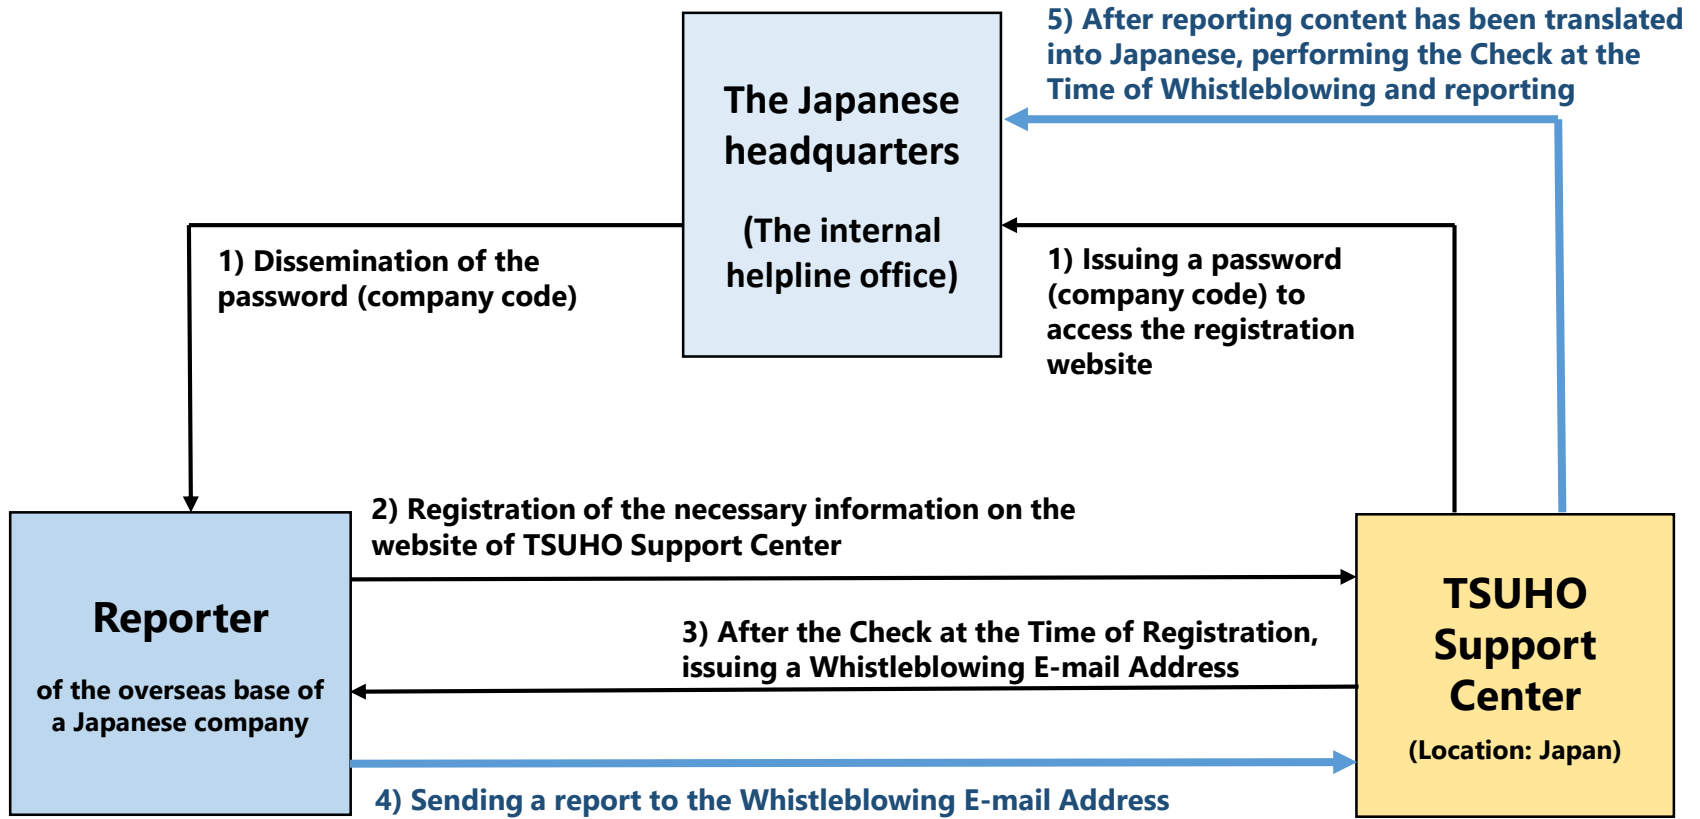 5) After reporting content has been translated
into Japanese, performing the Check at the
Time of Whistleblowing and reporting
The Japanese
headquarters
(The internal
helpline office)
1) Dissemination of the
password (company code)
1) Issuing a password
(company code) to
access the registration
website
2) Registration of the necessary information on the
website of TSUHO Support Center
Reporter
of the overseas base of
a Japanese company
3) After the Check at the Time of Registration,
issuing a Whistleblowing E-mail Address
TSUHO
Support
Center
(Location: Japan)
4) Sending a report to the Whistleblowing E-mail Address